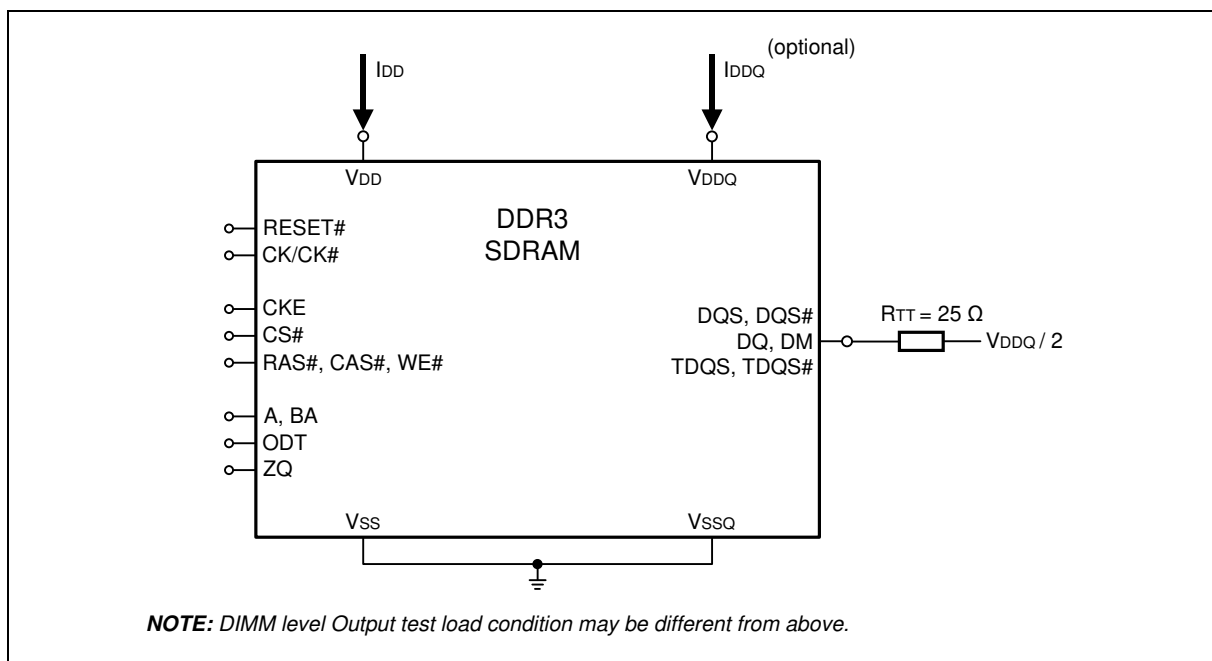 (optional)
IDD
IDDQ
VDD
VDDQ
DDR3
SDRAM
RESET#
CK/CK#
CKE
CS#
RAS#, CAS#, WE#
A, BA
ODT
ZQ
DQS, DQS#
DQ, DM
TDQS, TDQS#
RTT = 25 Ω
VDDQ / 2
VSS
VSSQ
NOTE: DIMM level Output test load condition may be different from above.